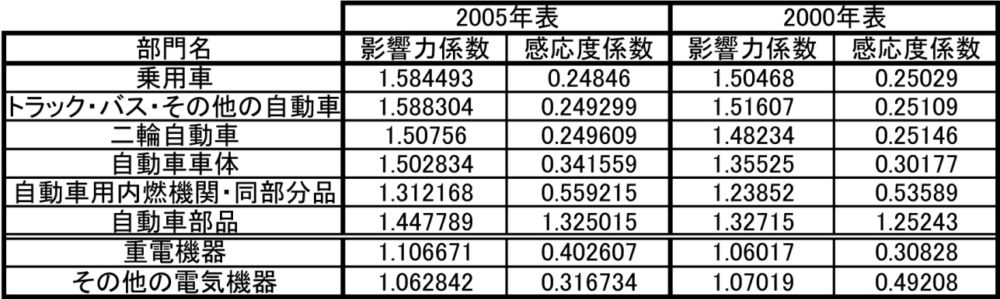 2005年表 2000年表
部門名 影響力係数 感応度係数 影響力係数 感応度係数
乗用車 1.584493 0.24846 1.50468 0.25029
トラック・バス・その他の自動車 1.588304 0.249299 1.51607 0.25109
二輪自動車 1.50756 0.249609 1.48234 0.25146
自動車車体 1.502834 0.341559 1.35525 0.30177
自動車用内燃機関・同部分品 1.312168 0.559215 1.23852 0.53589
自動車部品 1.447789 1.325015 1.32715 1.25243
重電機器 1.106671 0.402607 1.06017 0.30828
その他の電気機器 1.062842 0.316734 1.07019 0.49208